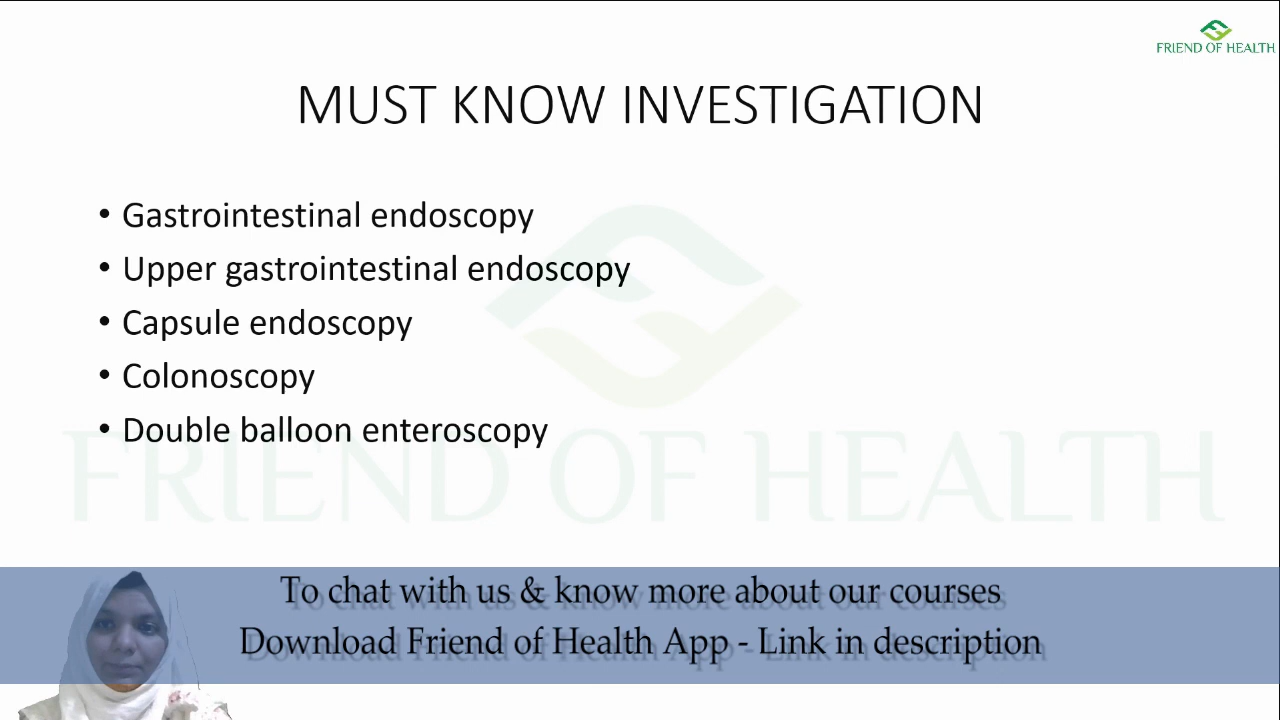 FRIEND OF HEALTH
MUST KNOW INVESTIGATION
• Gastrointestinal endoscopy
• Upper gastrointestinal endoscopy
• Capsule endoscopy
• Colonoscopy
• Double balloon enteroscopy
FRIEND OF HEALTH
To chat with us & know more about our courses
Download Friend of Health App - Link in description